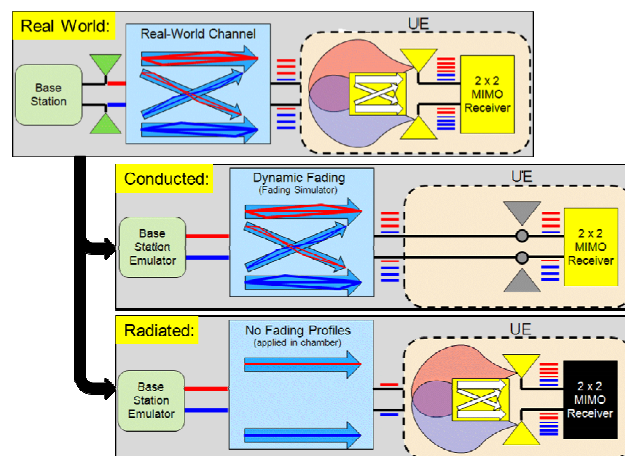 Real World:
Real-World Channel
UE
Base
Station
2 x 2
MIMO
Receiver
Conducted:
Dynamic Fading
(Fading Simulator)
UE
Base
Station
Emulator
2 x 2
MIMO
Receiver
Radiated:
No Fading Profiles
(applied in chamber)
UE
Base
Station
Emulator
2 x 2
MIMO
Receiver